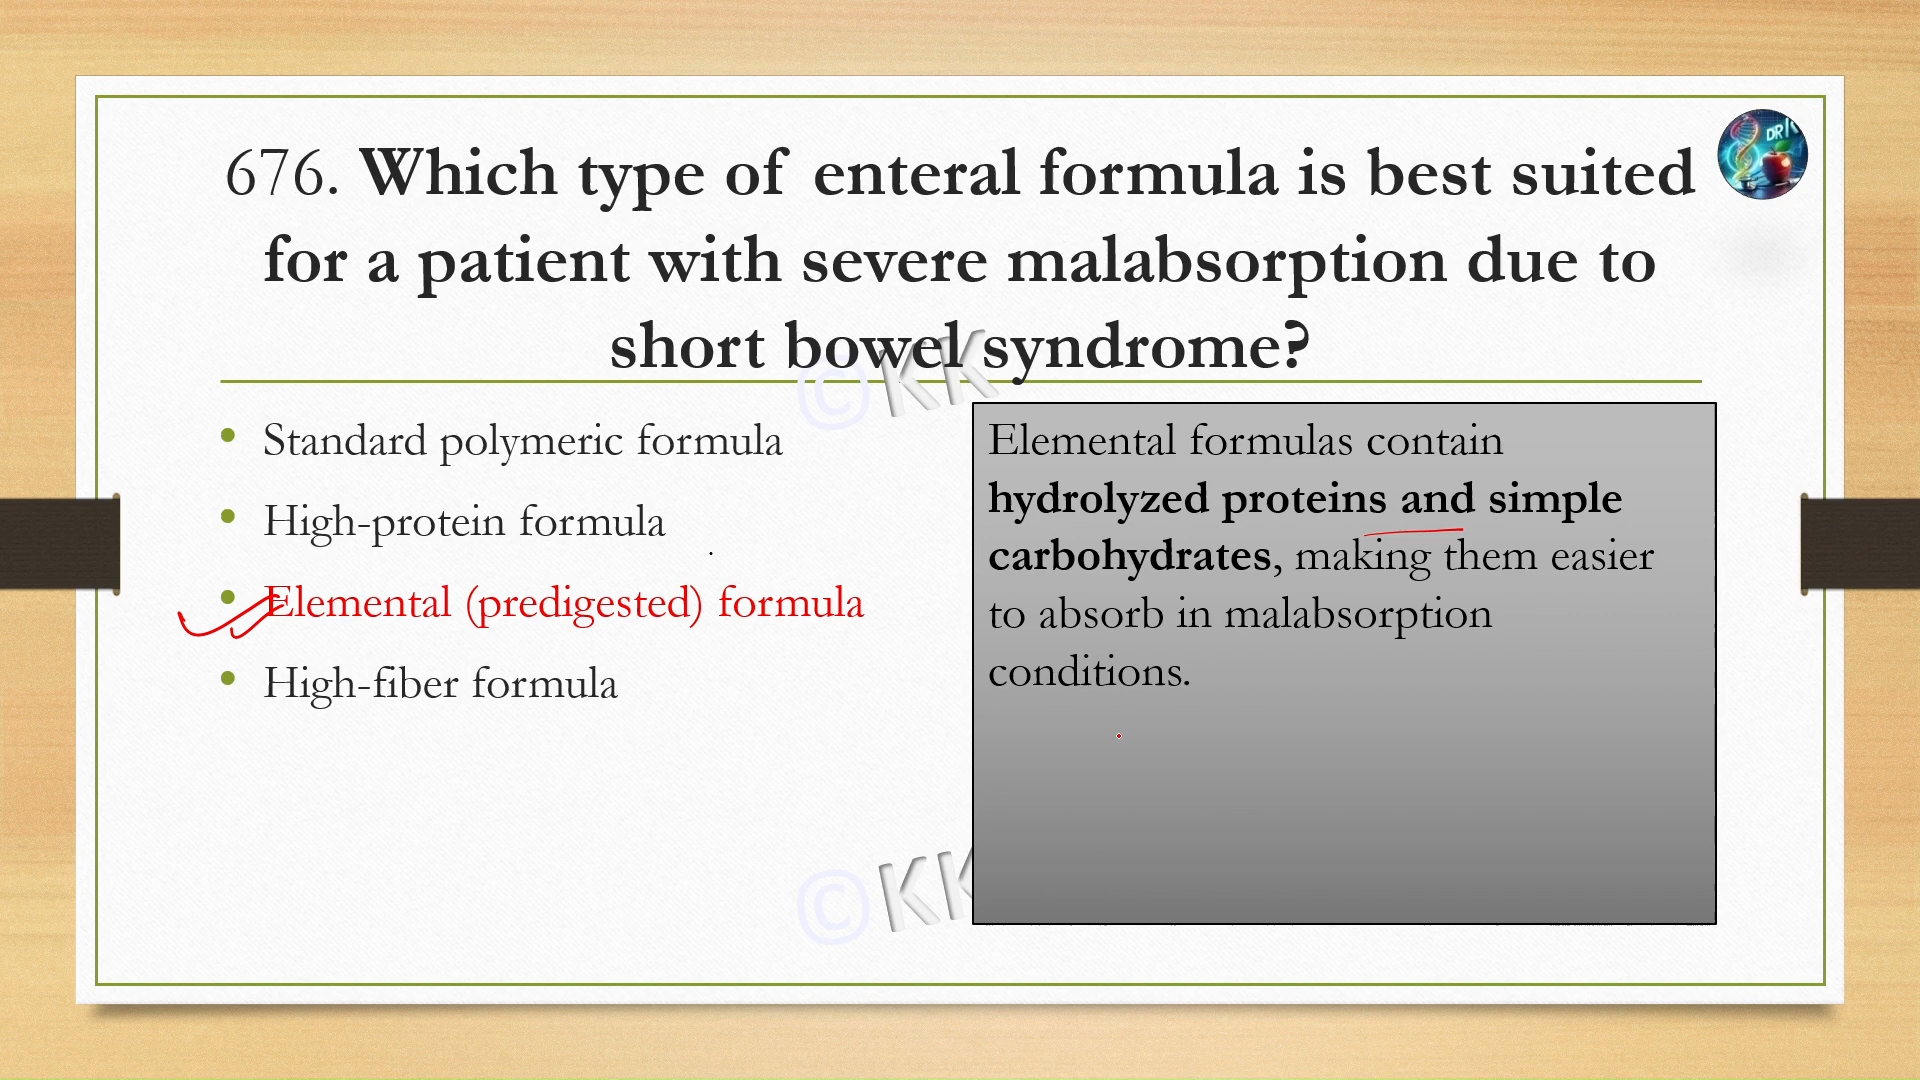 676. Which type of enteral formula is best suited
for a patient with severe malabsorption due to
short bowel syndrome?
©KK
• Standard polymeric formula
• High-protein formula
• Elemental (predigested) formula
• High-fiber formula
Elemental formulas contain
hydrolyzed proteins and simple
carbohydrates, making them easier
to absorb in malabsorption
conditions.
©KK
DR